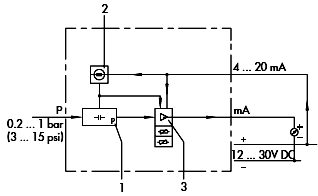 2
4 ... 20 mA
P
0.2 ... 1 bar
(3 ... 15 psi)
P
mA
+
+
−
12 ... 30V DC
−
1
3